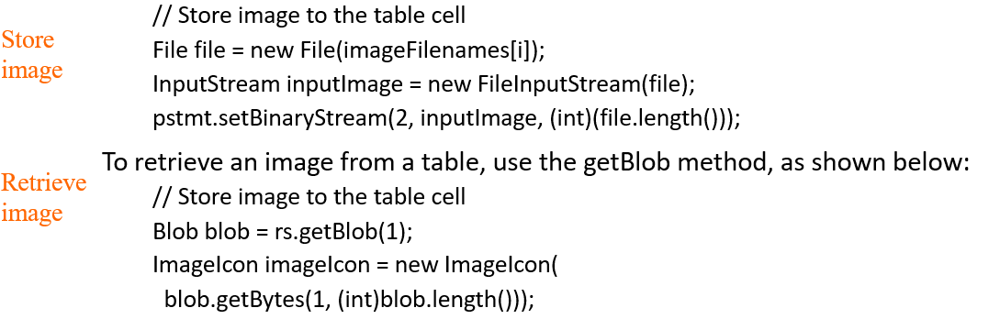 Store
image
// Store image to the table cell
File file = new File(imageFilenames[i]);
InputStream inputImage = new FileInputStream(file);
pstmt.setBinaryStream(2, inputImage, (int)(file.length()));
To retrieve an image from a table, use the getBlob method, as shown below:
Retrieve
image
// Store image to the table cell
Blob blob = rs.getBlob(1);
ImageIcon imageIcon = new ImageIcon(
blob.getBytes(1, (int)blob.length()));